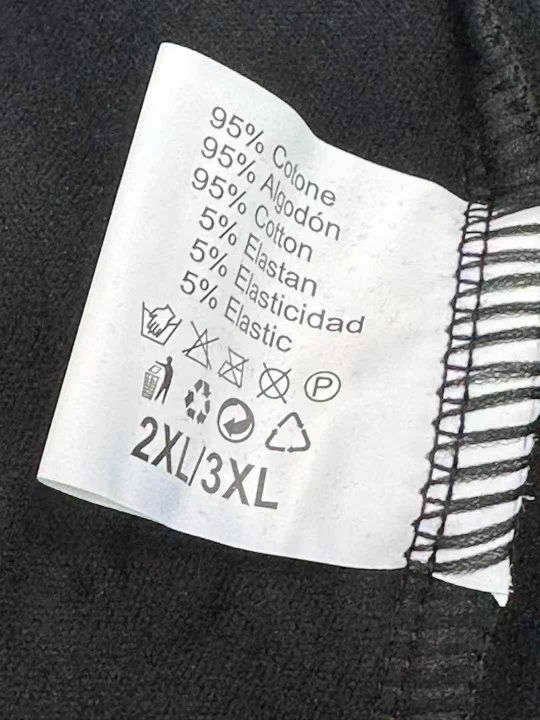 95% Cotone
95% Algodón
95% Cotton
5% Elastan
5% Elasticidad
5% Elastic
P
2XL/3XL